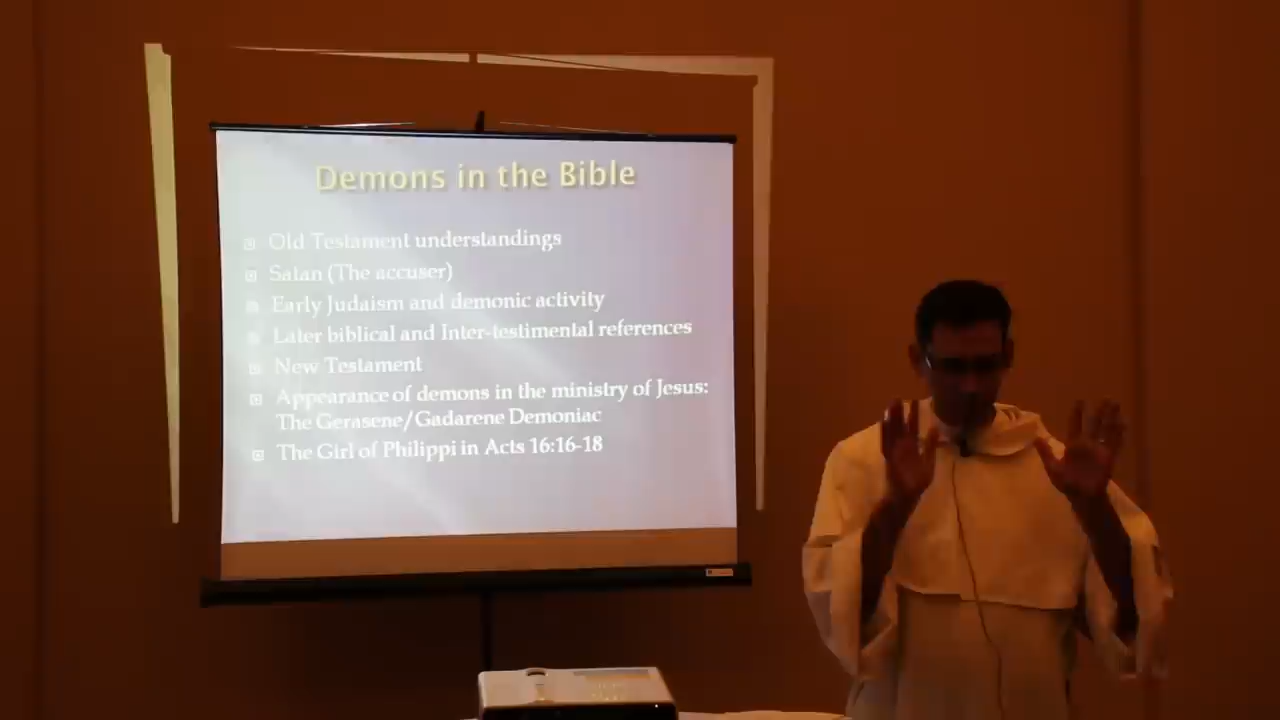 Demons in the Bible
Old Testament understandings
Satan (The accuser)
Early Judaism and demonic activity
Later biblical and Inter-testimental references
New Testament
Appearance of demons in the ministry of Jesus:
The Gerasene/Gadarene Demoniac
The Girl of Philippi in Acts 16:16-18